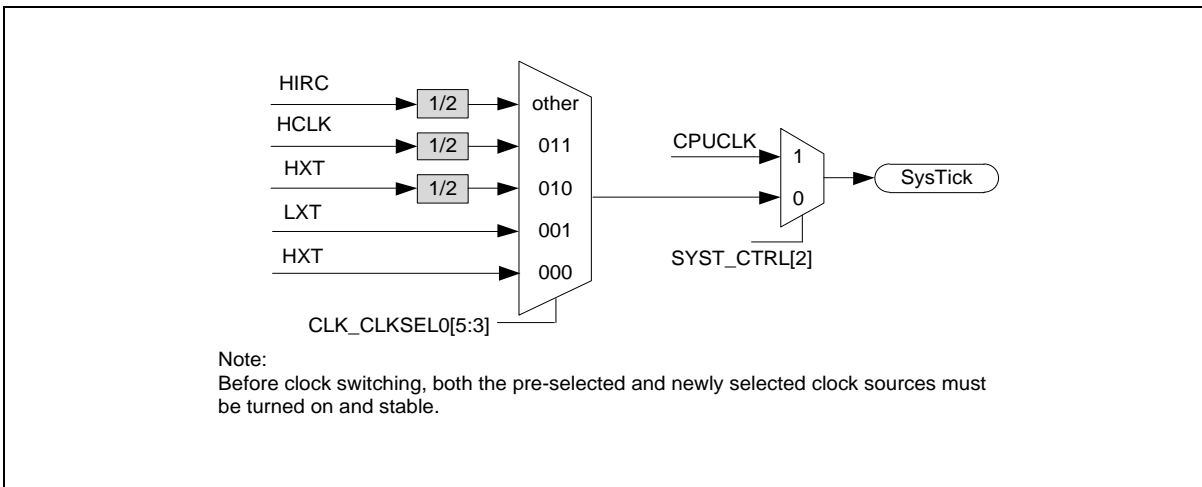 HIRC
1/2
other
HCLK
1/2
011
HXT
1/2
010
LXT
001
HXT
000
CLK_CLKSEL0[5:3]
CPUCLK
1
0
SYST_CTRL[2]
SysTick
Note:
Before clock switching, both the pre-selected and newly selected clock sources must
be turned on and stable.